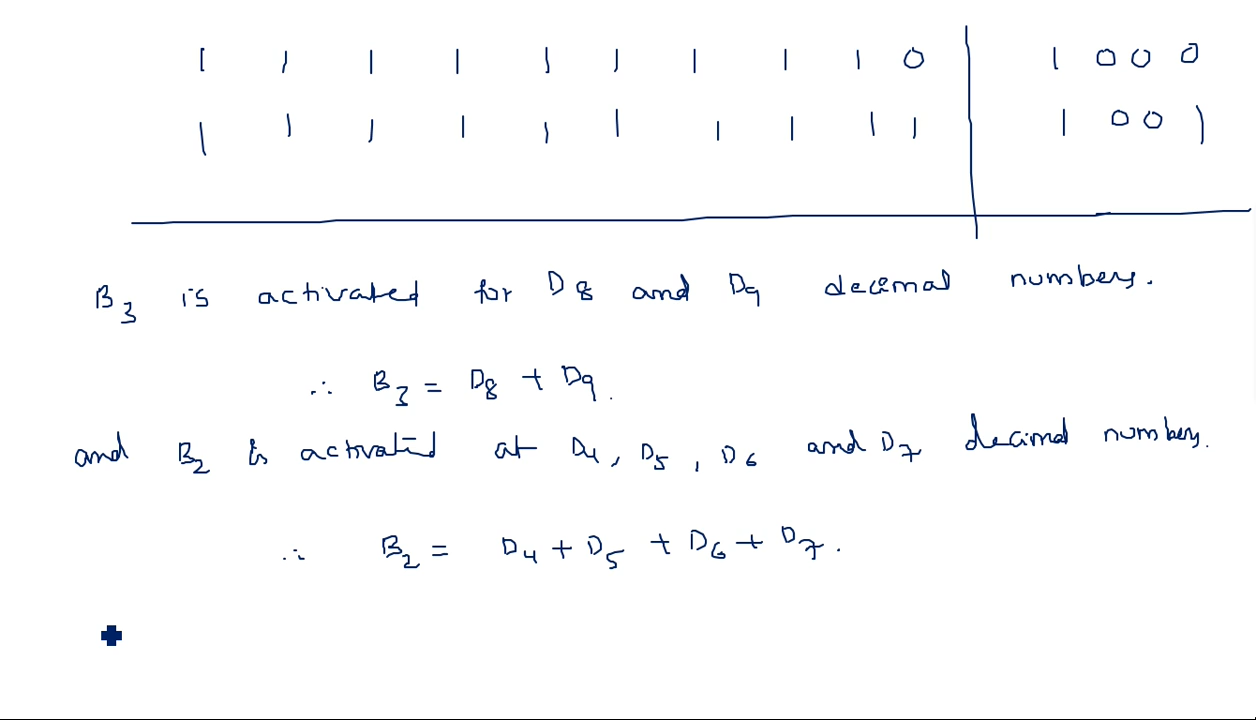 1 1 1 1 1 1 1 1 1 0 | 1 0 0 0
1 1 1 1 1 1 1 1 1 1 | 1 0 0 1
B3 is activated for D8 and D9 decimal numbers.
∴ B3 = D8 + D9.
and B2 is activated at D4, D5, D6 and D7 decimal numbers.
∴ B2 = D4 + D5 + D6 + D7.